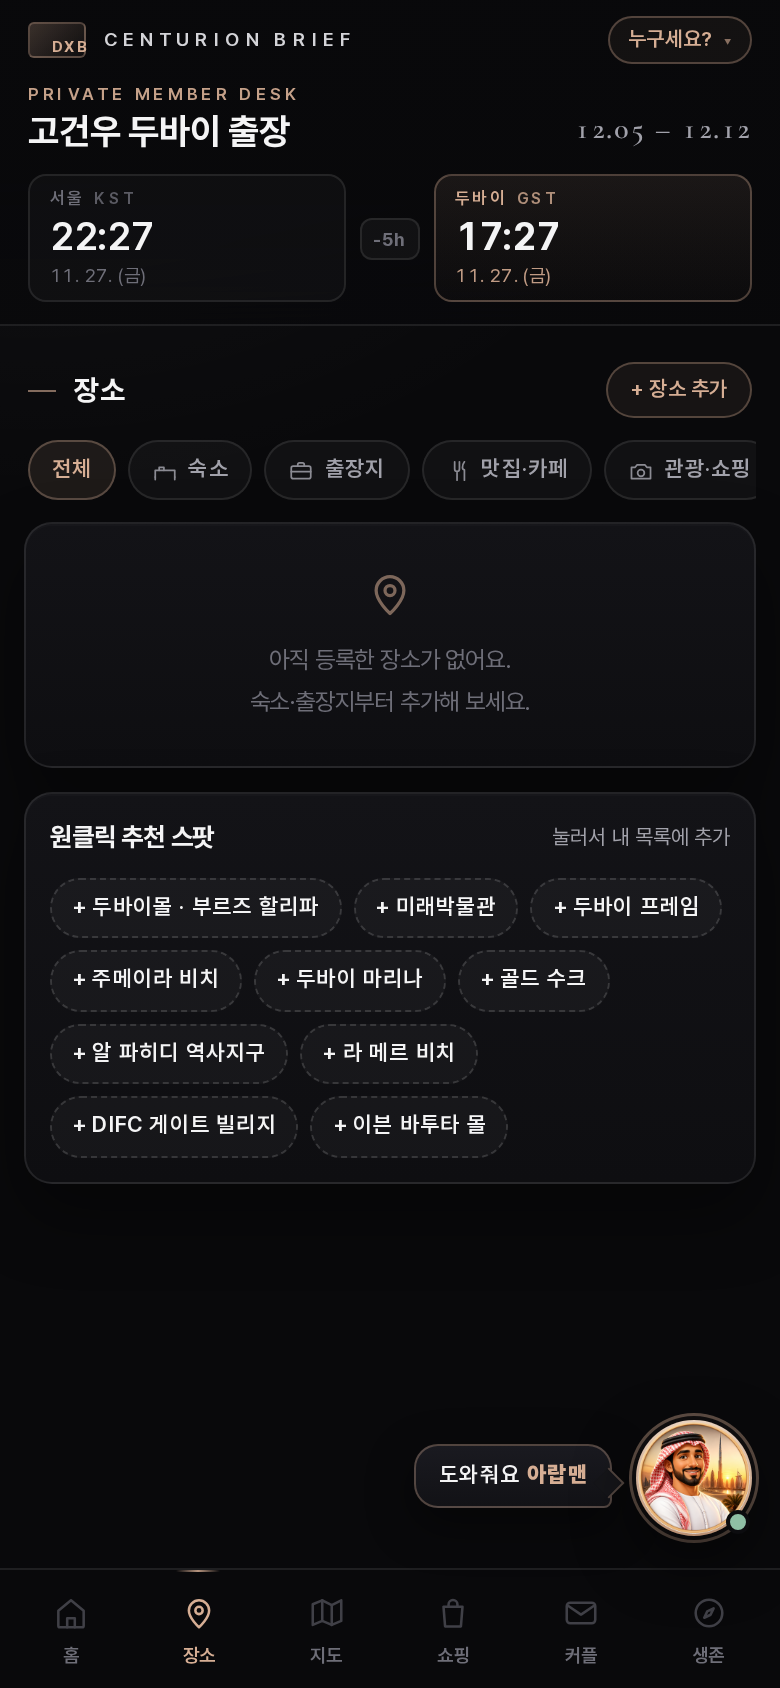 DXB CENTURION BRIEF 누구세요? ▾
PRIVATE MEMBER DESK
고건우 두바이 출장 12.05 — 12.12
서울 KST
22:27
11. 27. (금)
-5h
두바이 GST
17:27
11. 27. (금)
장소 + 장소 추가
전체 숙소 출장지 맛집·카페 관광·쇼핑
아직 등록한 장소가 없어요.
숙소·출장지부터 추가해 보세요.
원클릭 추천 스팟 눌러서 내 목록에 추가
+ 두바이몰 · 부르즈 할리파 + 미래박물관 + 두바이 프레임
+ 주메이라 비치 + 두바이 마리나 + 골드 수크
+ 알 파히디 역사지구 + 라 메르 비치
+ DIFC 게이트 빌리지 + 이븐 바투타 몰
도와줘요 아랍맨
홈 장소 지도 쇼핑 커플 생존